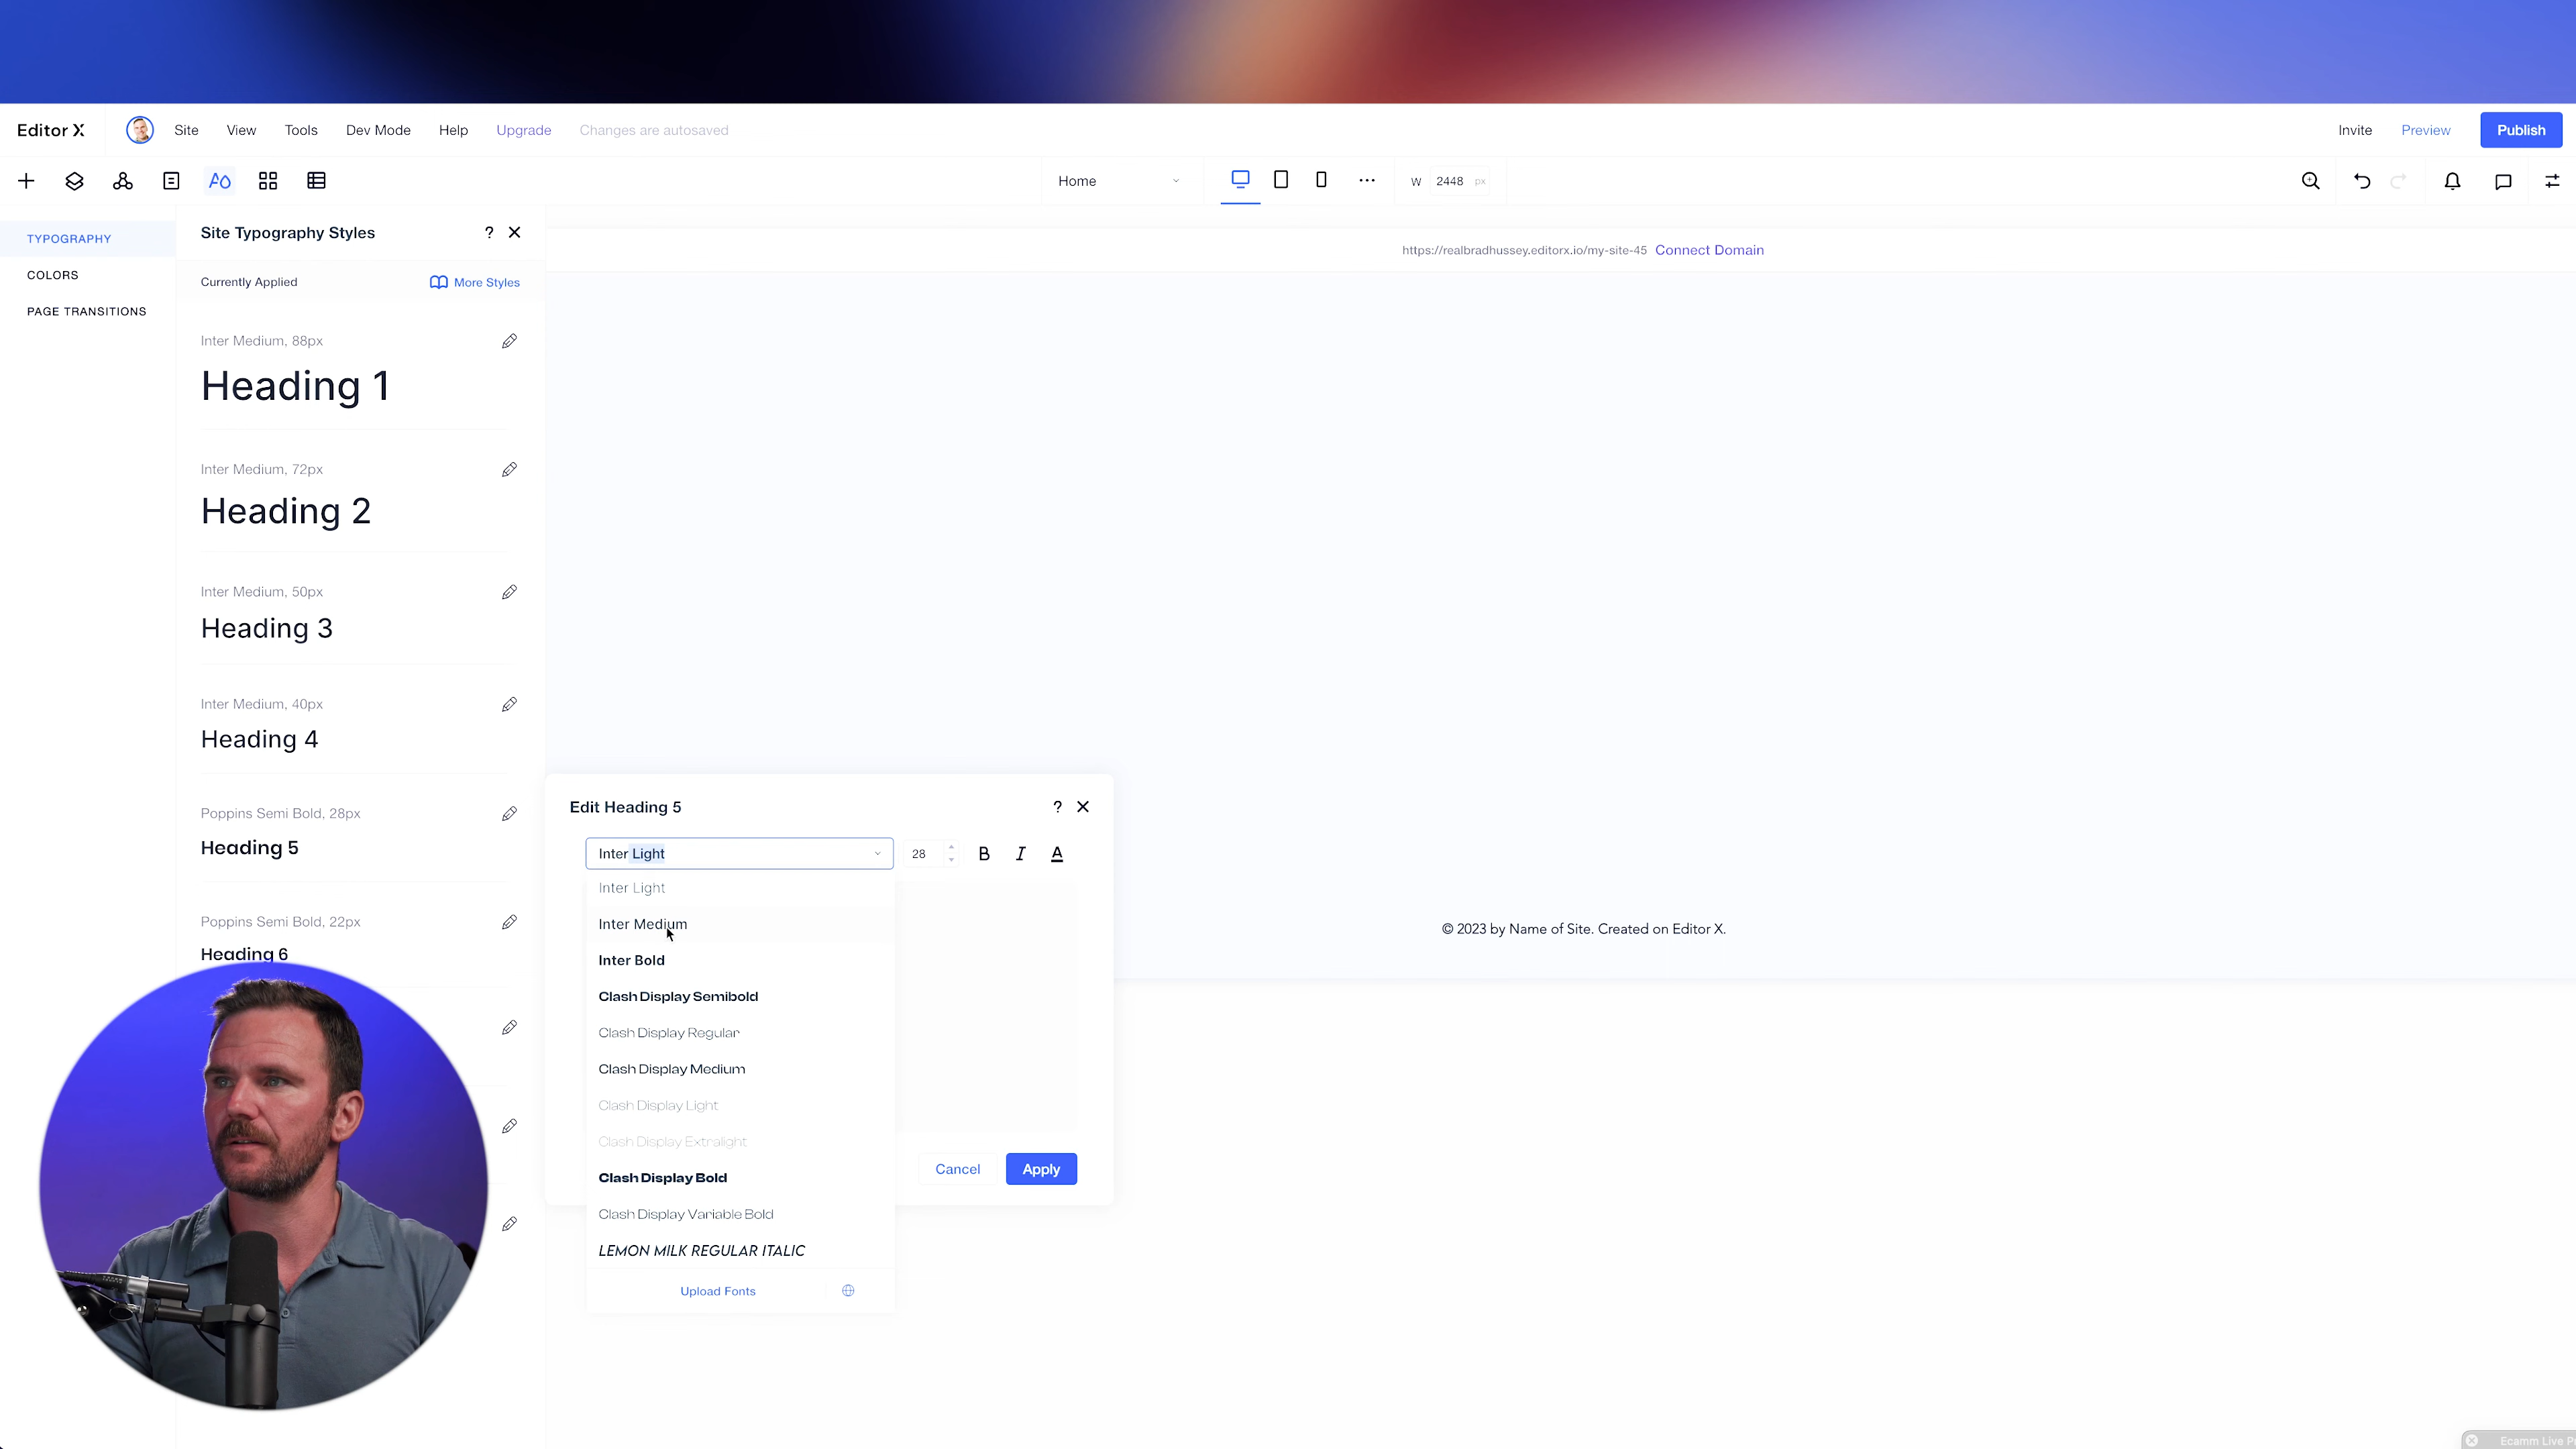 Editor X
Site
View
Tools
Dev Mode
Help
Upgrade
Changes are autosaved
Invite
Preview
Publish
Home
W 2448 px
TYPOGRAPHY
COLORS
PAGE TRANSITIONS
Site Typography Styles
?
Currently Applied
More Styles
https://realbradhussey.editorx.io/my-site-45 Connect Domain
Inter Medium, 88px
Heading 1
Inter Medium, 72px
Heading 2
Inter Medium, 50px
Heading 3
Inter Medium, 40px
Heading 4
Poppins Semi Bold, 28px
Heading 5
Poppins Semi Bold, 22px
Heading 6
Edit Heading 5
?
Inter Light
28
B I A
Inter Light
Inter Medium
Inter Bold
Clash Display Semibold
Clash Display Regular
Clash Display Medium
Clash Display Light
Clash Display Extralight
Clash Display Bold
Clash Display Variable Bold
LEMON MILK REGULAR ITALIC
Upload Fonts
Cancel
Apply
© 2023 by Name of Site. Created on Editor X.
Ecamm Live